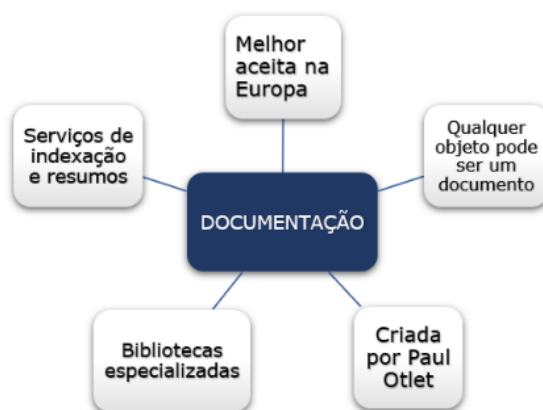 Melhor
aceita na
Europa
Serviços de
indexação
e resumos
Qualquer
objeto pode
ser um
documento
DOCUMENTAÇÃO
Bibliotecas
especializadas
Criada
por Paul
Otlet